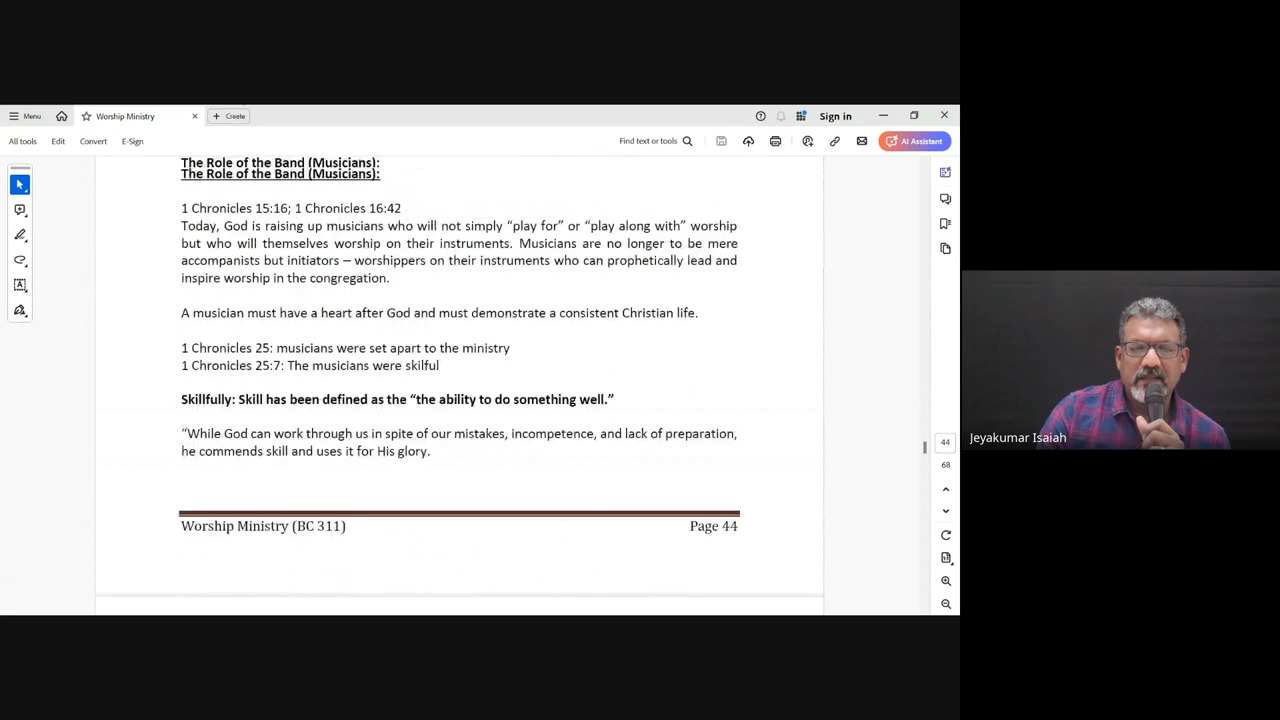 Menu
Worship Ministry
Create
Sign in
All tools
Edit
Convert
E-Sign
Find text or tools
AI Assistant
The Role of the Band (Musicians):
The Role of the Band (Musicians):
1 Chronicles 15:16; 1 Chronicles 16:42
Today, God is raising up musicians who will not simply “play for” or “play along with” worship
but who will themselves worship on their instruments. Musicians are no longer to be mere
accompanists but initiators – worshippers on their instruments who can prophetically lead and
inspire worship in the congregation.
A musician must have a heart after God and must demonstrate a consistent Christian life.
1 Chronicles 25: musicians were set apart to the ministry
1 Chronicles 25:7: The musicians were skilful
Skillfully: Skill has been defined as the “the ability to do something well.”
“While God can work through us in spite of our mistakes, incompetence, and lack of preparation,
he commends skill and uses it for His glory.
Worship Ministry (BC 311)
Page 44
44
68
Jeyakumar Isaiah